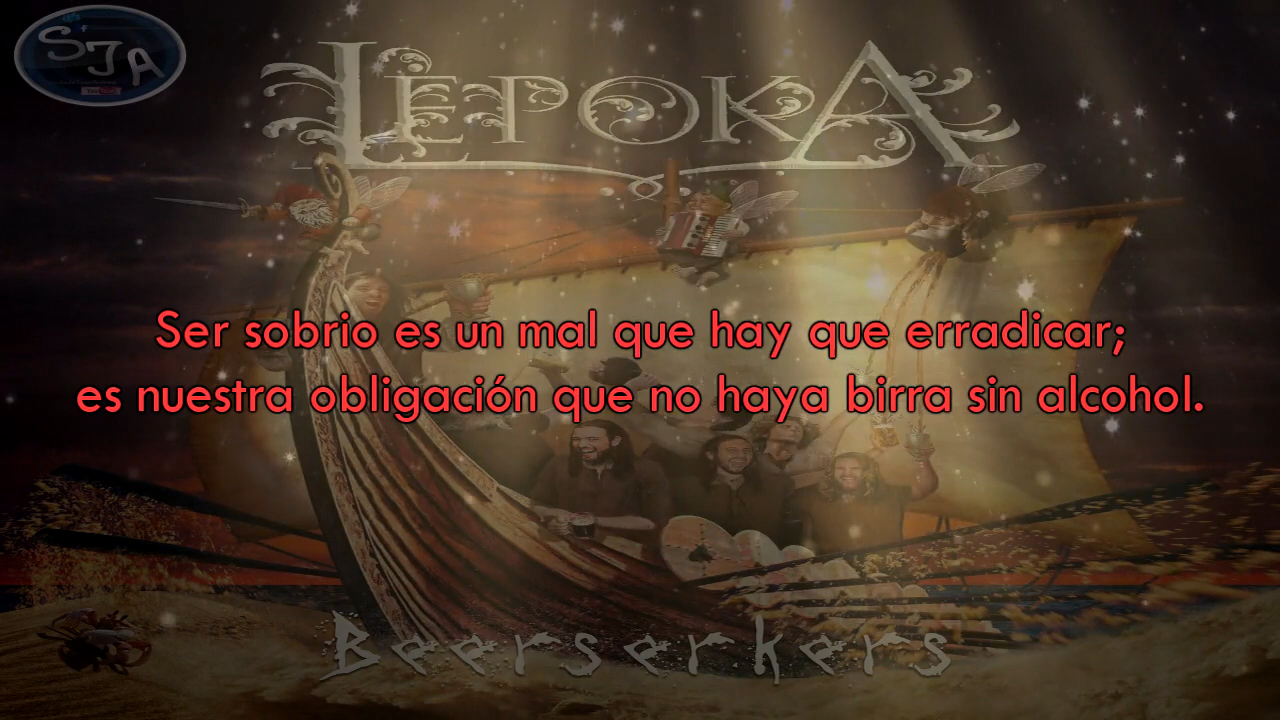 SJA
LÈPOKA
Ser sobrio es un mal que hay que erradicar;
es nuestra obligación que no haya birra sin alcohol.
Beerserkers